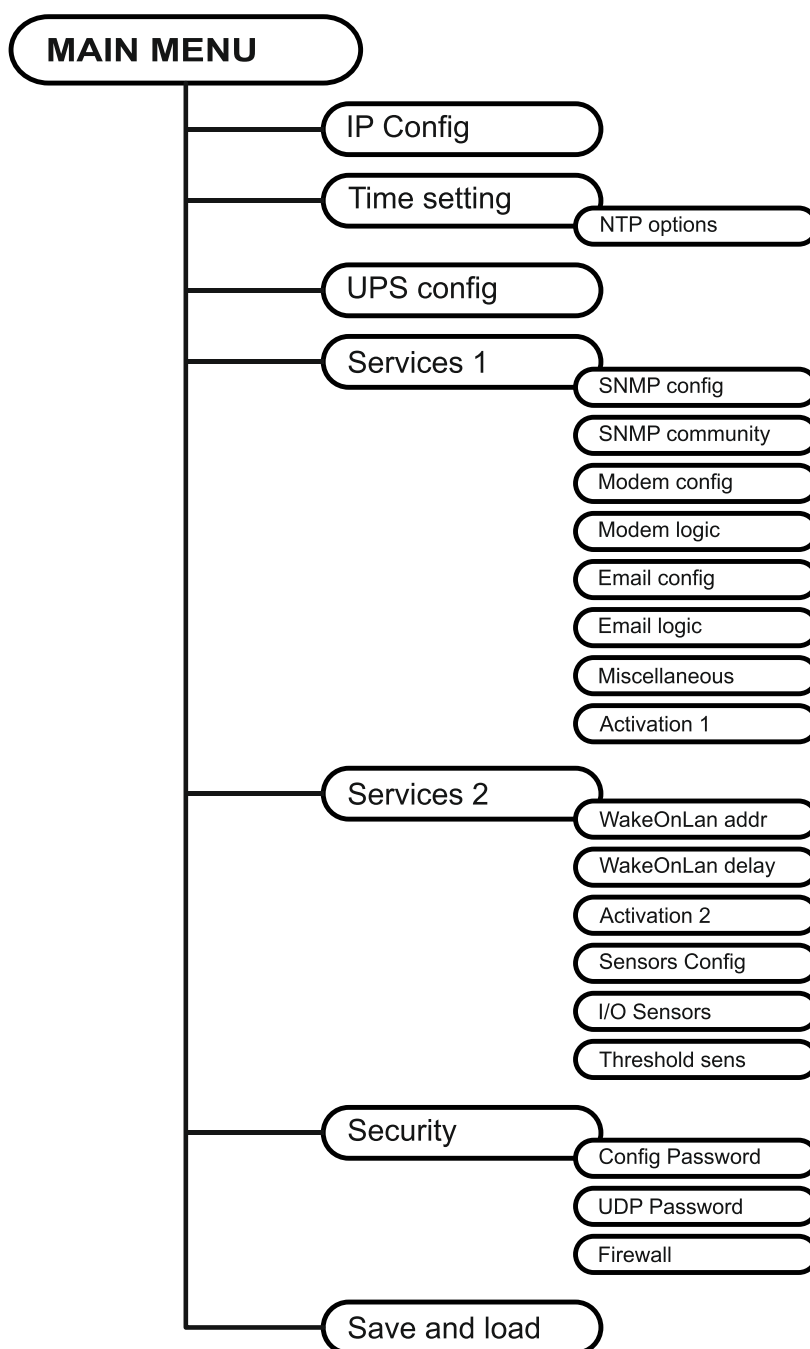 MAIN MENU
IP Config
Time setting
NTP options
UPS config
Services 1
SNMP config
SNMP community
Modem config
Modem logic
Email config
Email logic
Miscellaneous
Activation 1
Services 2
WakeOnLan addr
WakeOnLan delay
Activation 2
Sensors Config
I/O Sensors
Threshold sens
Security
Config Password
UDP Password
Firewall
Save and load